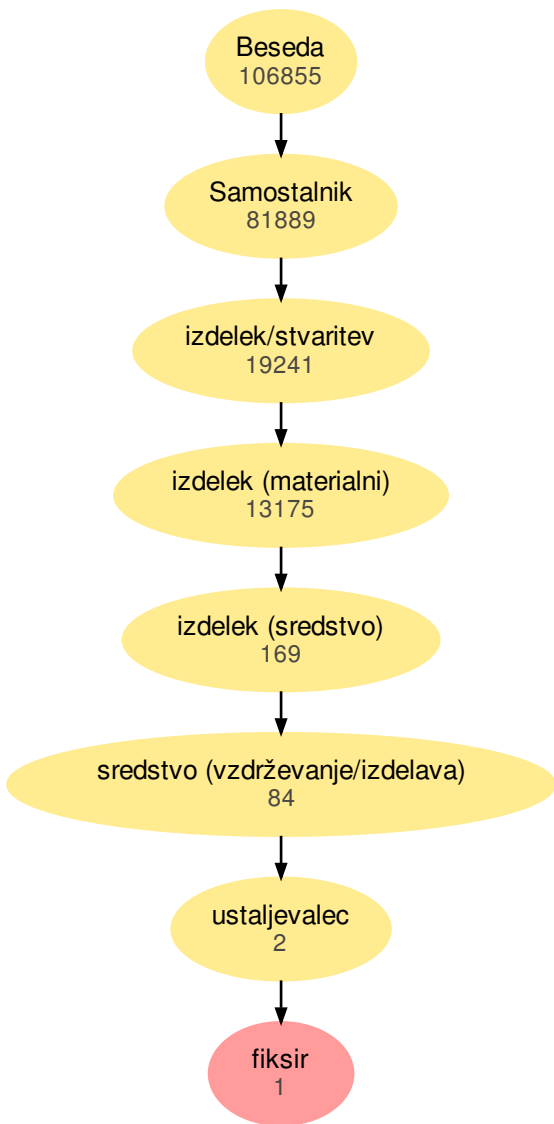 Beseda
106855
Samostalnik
81889
izdelek/stvaritev
19241
izdelek (materialni)
13175
izdelek (sredstvo)
169
sredstvo (vzdrževanje/izdelava)
84
ustaljevalec
2
fiksir
1